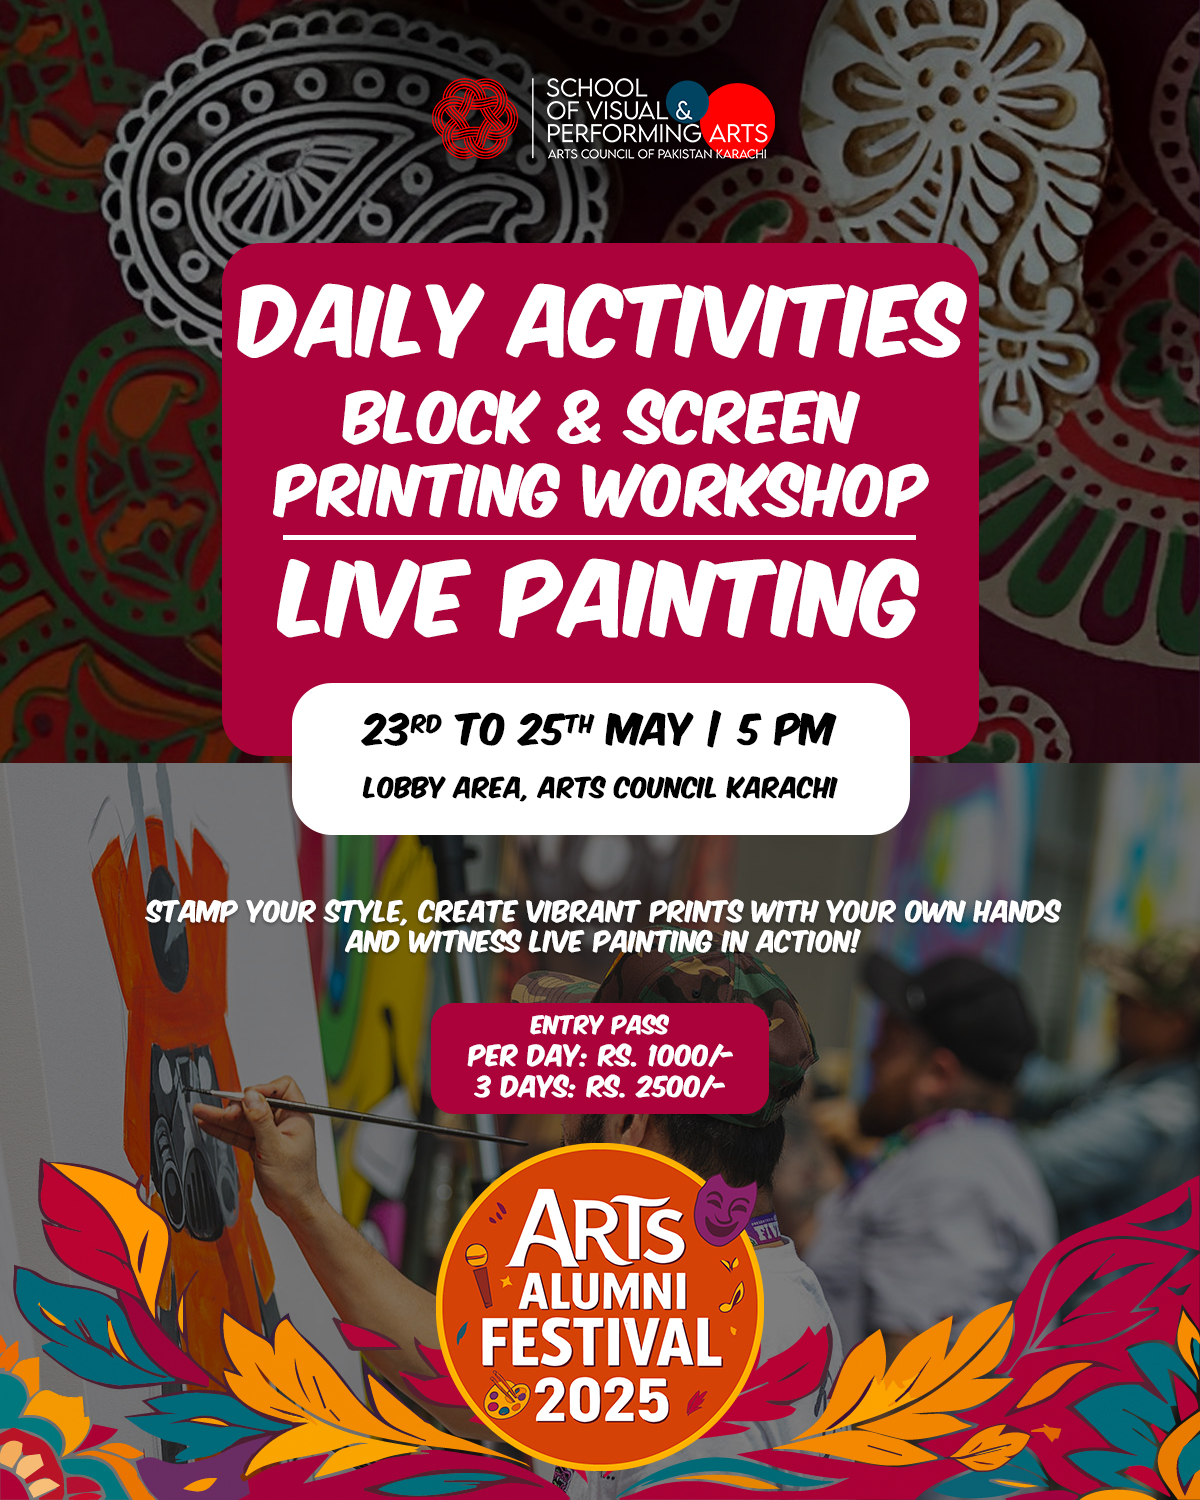 SCHOOL
OF VISUAL &
PERFORMING ARTS
ARTS COUNCIL OF PAKISTAN KARACHI
DAILY ACTIVITIES
BLOCK & SCREEN
PRINTING WORKSHOP
LIVE PAINTING
23RD TO 25TH MAY | 5 PM
LOBBY AREA, ARTS COUNCIL KARACHI
STAMP YOUR STYLE, CREATE VIBRANT PRINTS WITH YOUR OWN HANDS
AND WITNESS LIVE PAINTING IN ACTION!
ENTRY PASS
PER DAY: RS. 1000/-
3 DAYS: RS. 2500/-
ARTS
ALUMNI
FESTIVAL
2025